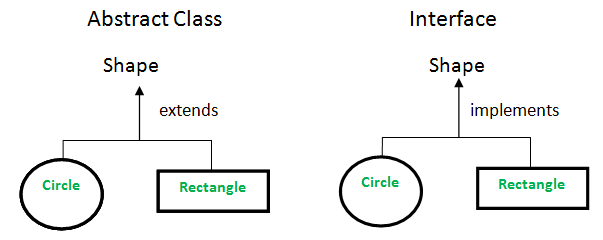 Abstract Class
Shape
extends
Circle
Rectangle
Interface
Shape
implements
Circle
Rectangle